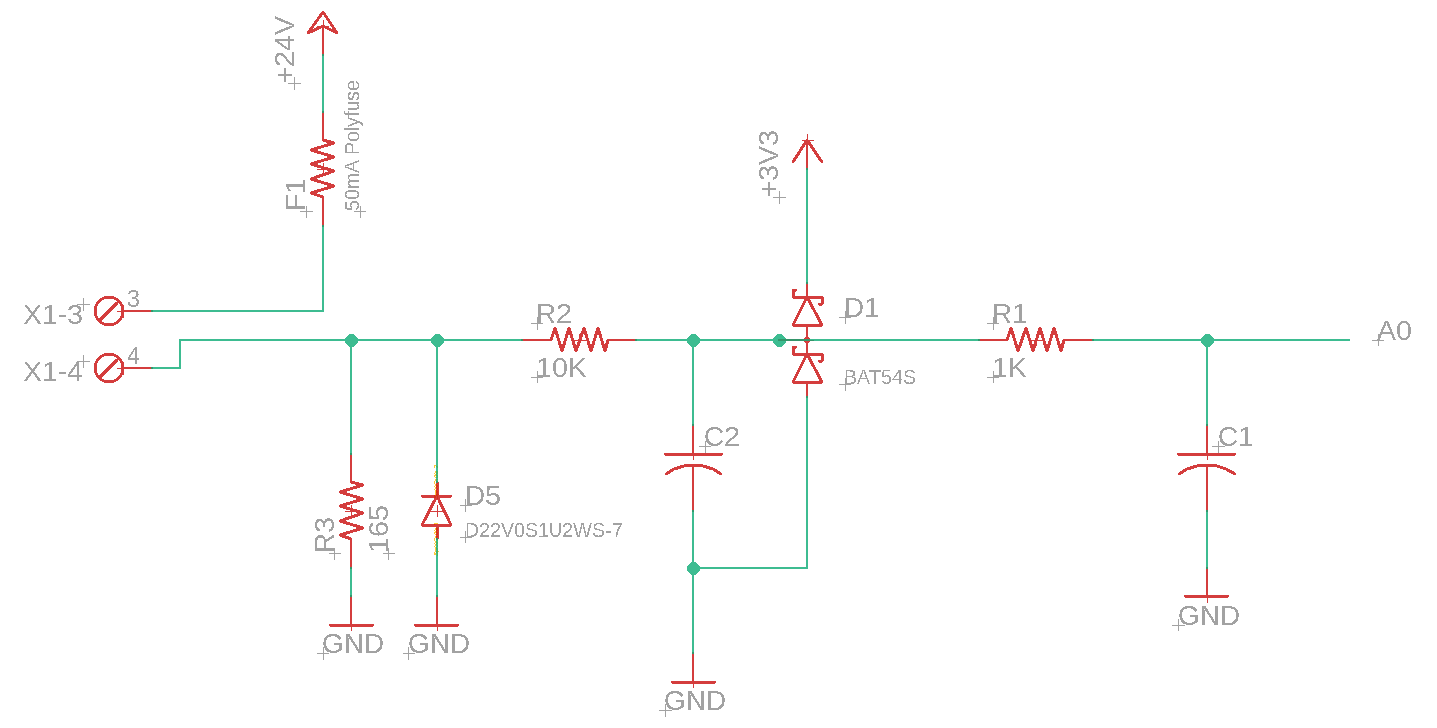 +24V
F1
50mA Polyfuse
+3V3
X1-3
3
X1-4
4
R2
10K
D1
BAT54S
R1
1K
A0
R3
165
D5
D22V0S1U2WS-7
C2
C1
GND
GND
GND
GND